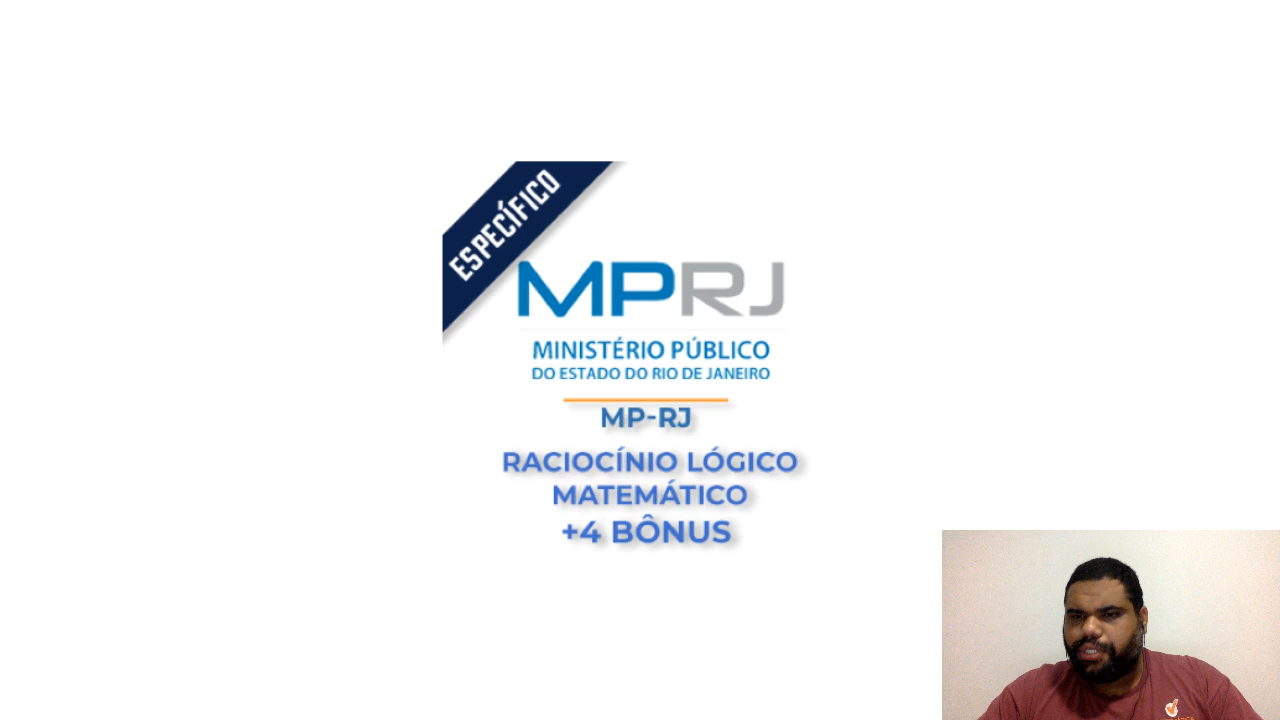 ESPECÍFICO
MPRJ
MINISTÉRIO PÚBLICO
DO ESTADO DO RIO DE JANEIRO
MP-RJ
RACIOCÍNIO LÓGICO
MATEMÁTICO
+4 BÔNUS